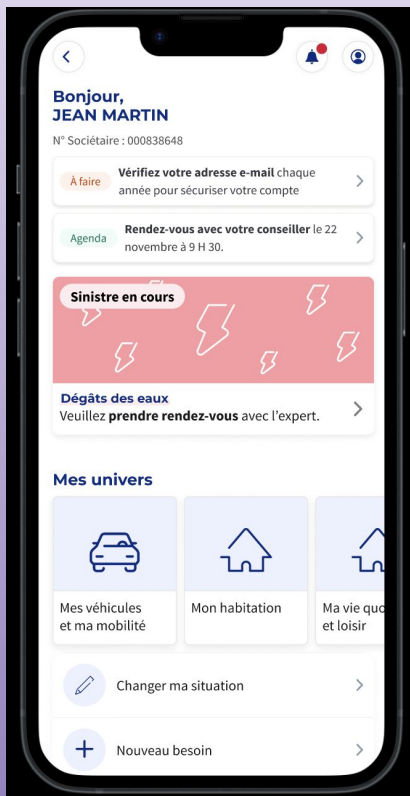 Bonjour,
JEAN MARTIN
N° Sociétaire : 000838648
À faire
Vérifiez votre adresse e-mail chaque
année pour sécuriser votre compte
Agenda
Rendez-vous avec votre conseiller le 22
novembre à 9 H 30.
Sinistre en cours
Dégâts des eaux
Veuillez prendre rendez-vous avec l'expert.
Mes univers
Mes véhicules
et ma mobilité
Mon habitation
Ma vie quo
et loisir
Changer ma situation
Nouveau besoin